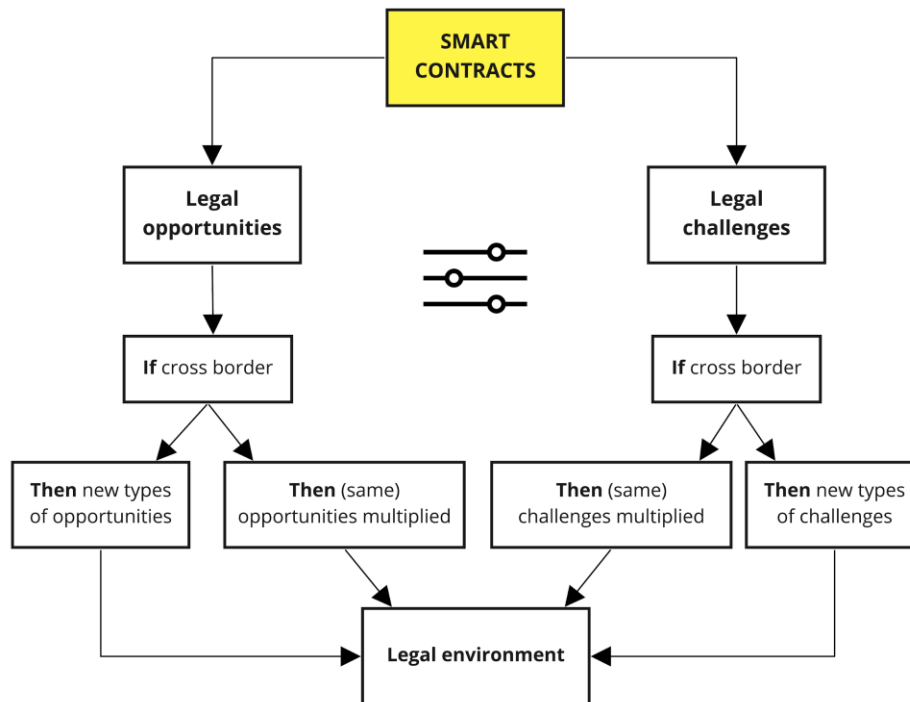 SMART
CONTRACTS
Legal
opportunities
Legal
challenges
If cross border
If cross border
Then new types
of opportunities
Then (same)
opportunities multiplied
Then (same)
challenges multiplied
Then new types
of challenges
Legal environment